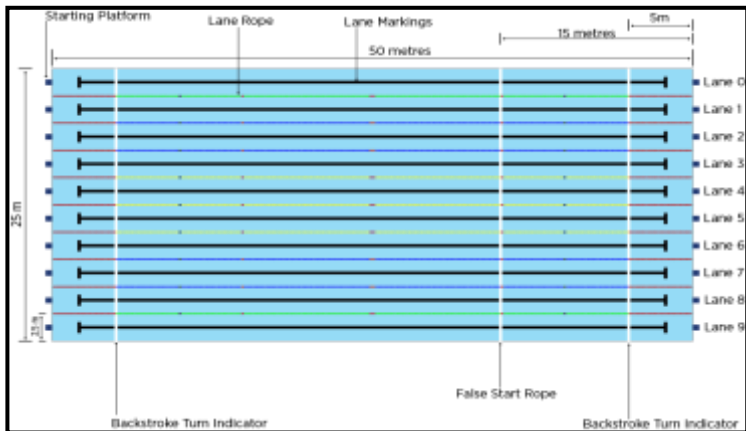 Starting Platform
Lane Rope
Lane Markings
5m
15 metres
50 metres
Lane 0
Lane 1
Lane 2
Lane 3
Lane 4
Lane 5
Lane 6
Lane 7
Lane 8
Lane 9
25 m
2.5 m
False Start Rope
Backstroke Turn Indicator
Backstroke Turn Indicator